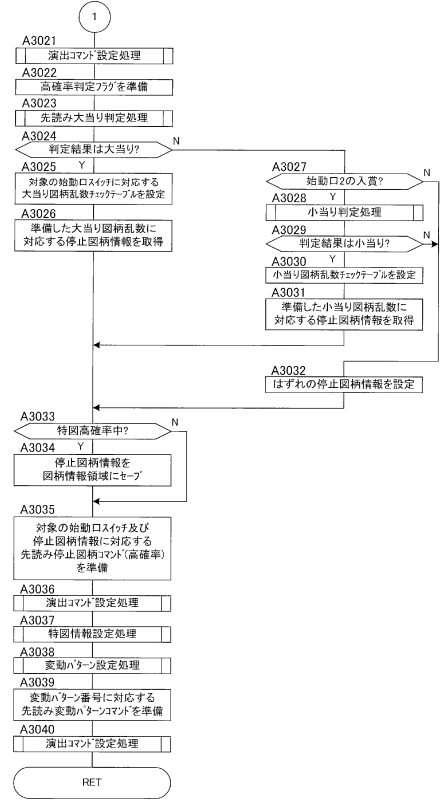 1
A3021
演出ｺﾏﾝﾄﾞ設定処理
A3022
高確率判定フラグを準備
A3023
先読み大当り判定処理
A3024
判定結果は大当り?
N
Y
A3025
対象の始動口ｽｲｯﾁに対応する
大当り図柄乱数ﾁｪｯｸﾃｰﾌﾞﾙを設定
A3026
準備した大当り図柄乱数に
対応する停止図柄情報を取得
A3027
始動口2の入賞?
N
Y
A3028
小当り判定処理
A3029
判定結果は小当り?
N
Y
A3030
小当り図柄乱数ﾁｪｯｸﾃｰﾌﾞﾙを設定
A3031
準備した小当り図柄乱数に
対応する停止図柄情報を取得
A3032
はずれの停止図柄情報を設定
A3033
特図高確率中?
N
Y
A3034
停止図柄情報を
図柄情報領域にセーブ
A3035
対象の始動口ｽｲｯﾁ及び
停止図柄情報に対応する
先読み停止図柄ｺﾏﾝﾄﾞ(高確率)
を準備
A3036
演出ｺﾏﾝﾄﾞ設定処理
A3037
特図情報設定処理
A3038
変動ﾊﾟﾀｰﾝ設定処理
A3039
変動ﾊﾟﾀｰﾝ番号に対応する
先読み変動ﾊﾟﾀｰﾝｺﾏﾝﾄﾞを準備
A3040
演出ｺﾏﾝﾄﾞ設定処理
RET